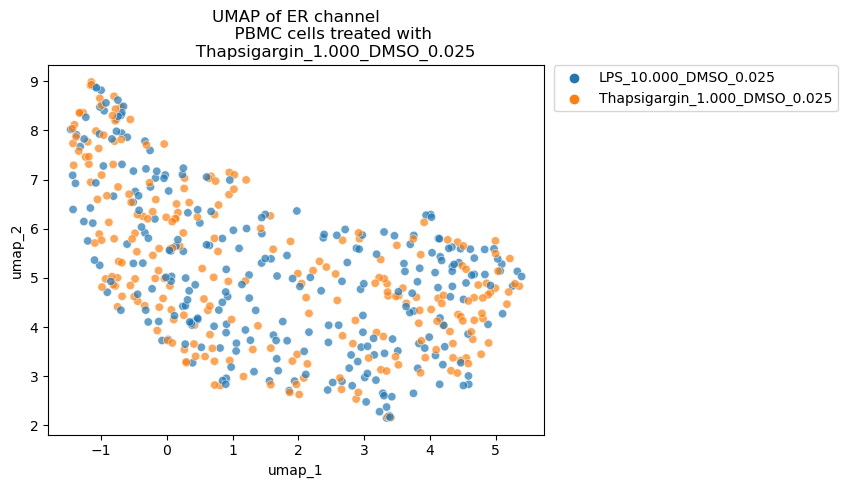 UMAP of ER channel
PBMC cells treated with
Thapsigargin_1.000_DMSO_0.025
LPS_10.000_DMSO_0.025
Thapsigargin_1.000_DMSO_0.025
9
8
7
6
5
4
3
2
umap_2
−1 0 1 2 3 4 5
umap_1